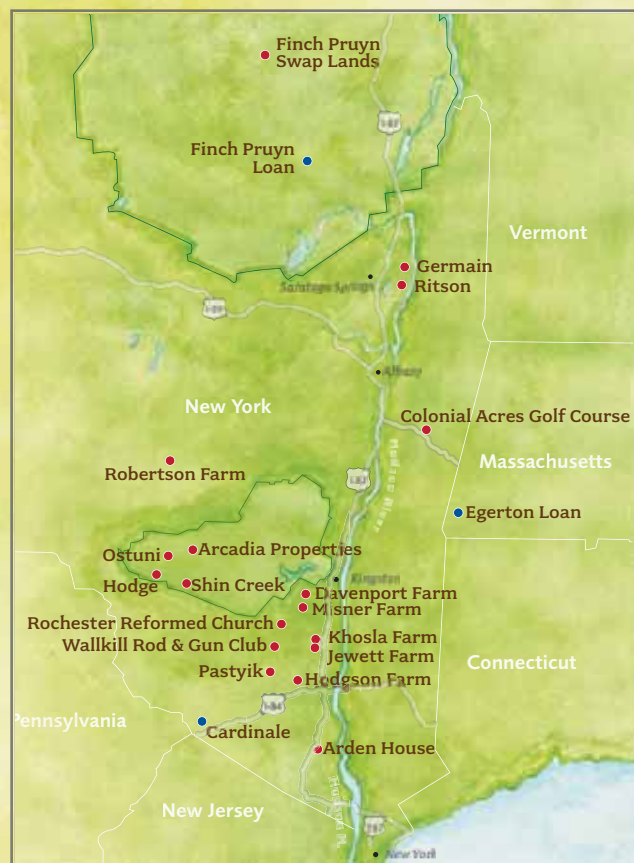 Finch Pruyn
Swap Lands
I-87
Finch Pruyn
Loan
Vermont
Germain
Saratoga Springs
Ritson
I-90
Albany
New York
Colonial Acres Golf Course
Massachusetts
Robertson Farm
I-87
Hudson River
Egerton Loan
Ostuni
Arcadia Properties
Hodge
Shin Creek
Kingston
Davenport Farm
Misner Farm
Rochester Reformed Church
Khosla Farm
Wallkill Rod & Gun Club
Jewett Farm
Connecticut
Pastyik
Hodgson Farm
I-84
Pennsylvania
Cardinale
Arden House
New Jersey
New York